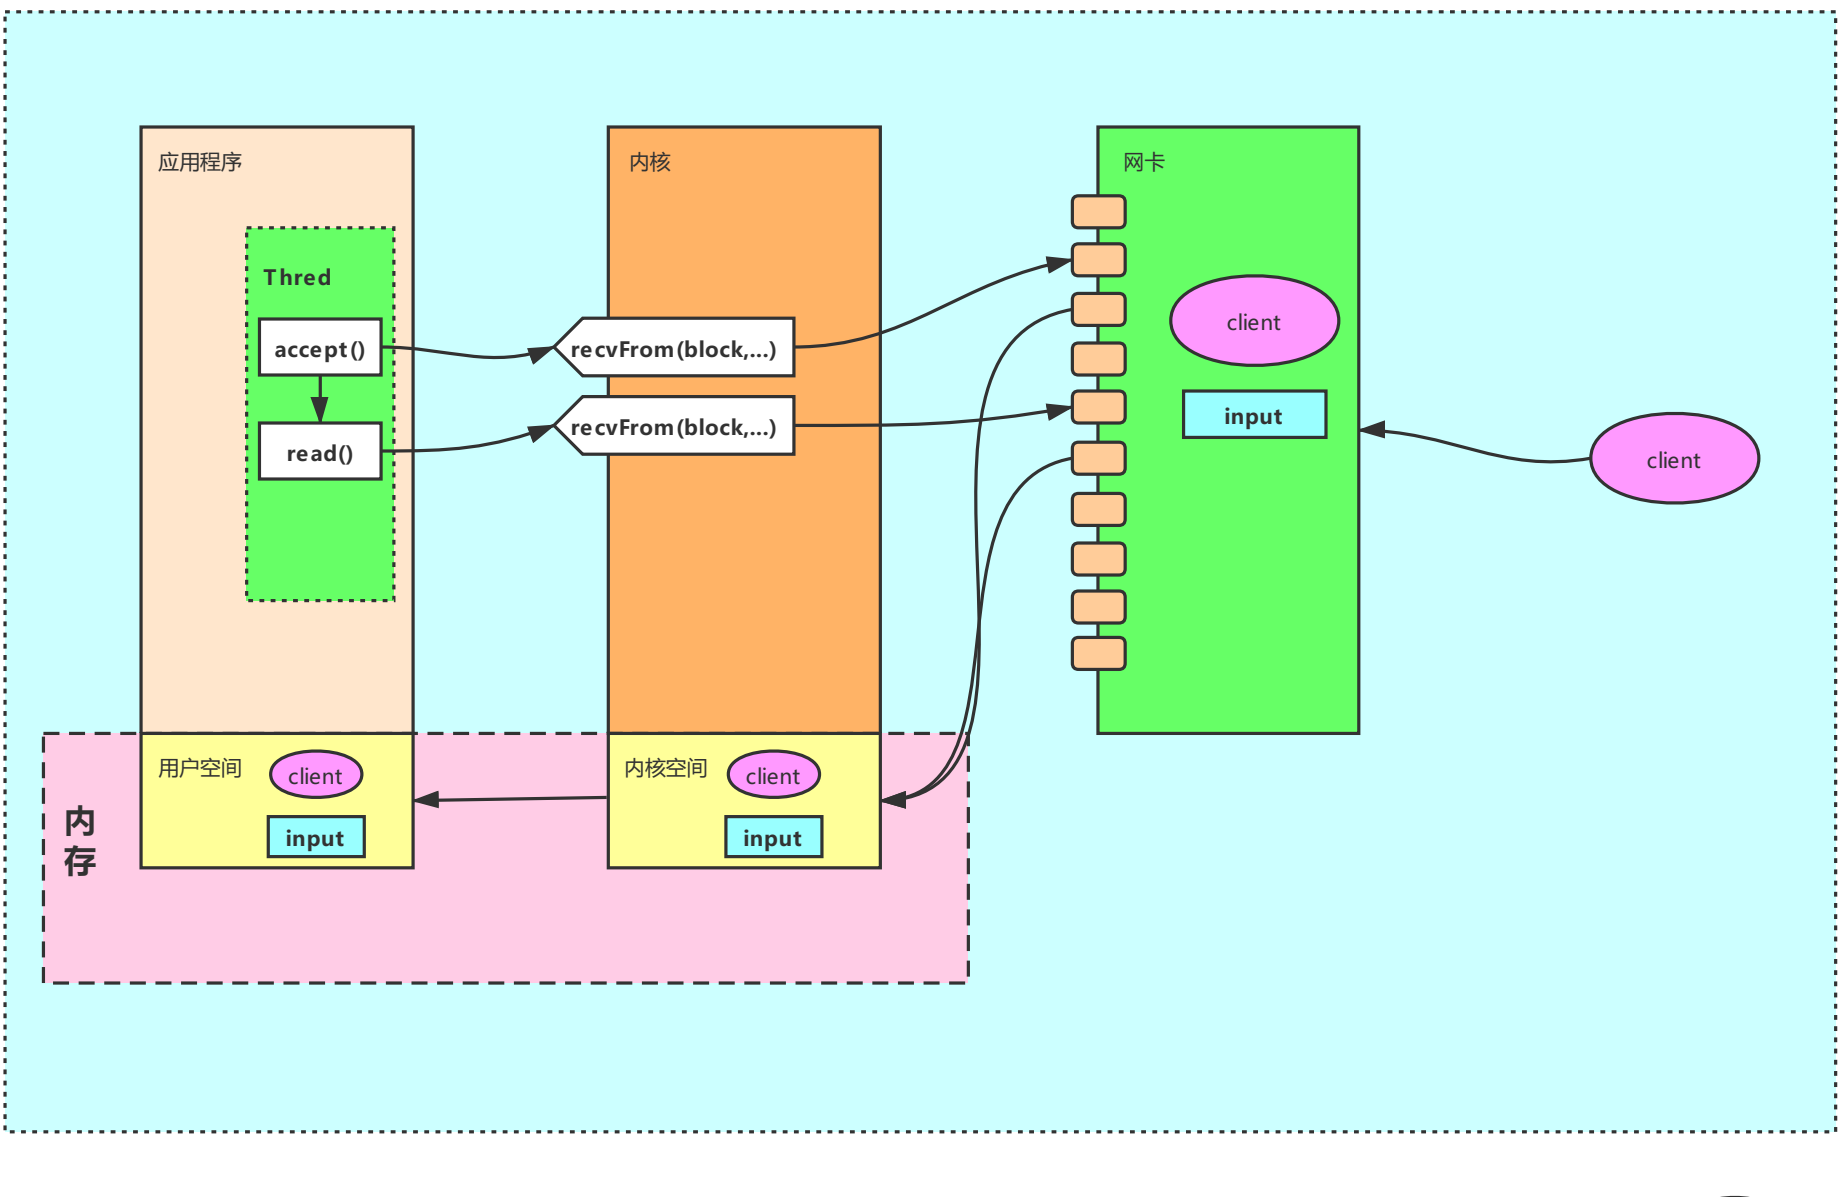 应用程序
内核
网卡
Thred
accept()
recvFrom(block,...)
client
read()
recvFrom(block,...)
input
client
用户空间
client
内核空间
client
内
存
input
input